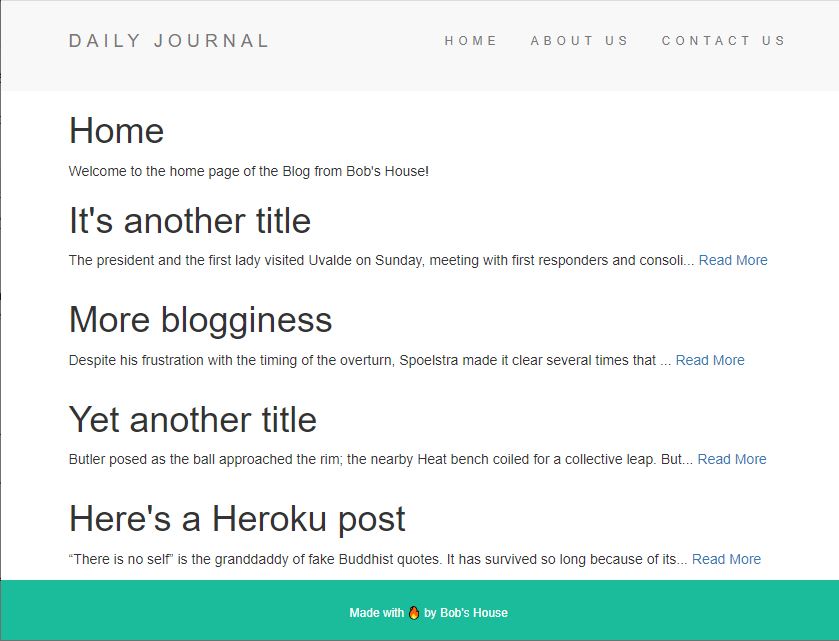 DAILY JOURNAL HOME ABOUT US CONTACT US
Home
Welcome to the home page of the Blog from Bob's House!
It's another title
The president and the first lady visited Uvalde on Sunday, meeting with first responders and consoli... Read More
More blogginess
Despite his frustration with the timing of the overturn, Spoelstra made it clear several times that ... Read More
Yet another title
Butler posed as the ball approached the rim; the nearby Heat bench coiled for a collective leap. But... Read More
Here's a Heroku post
“There is no self” is the granddaddy of fake Buddhist quotes. It has survived so long because of its... Read More
Made with 🔥 by Bob's House